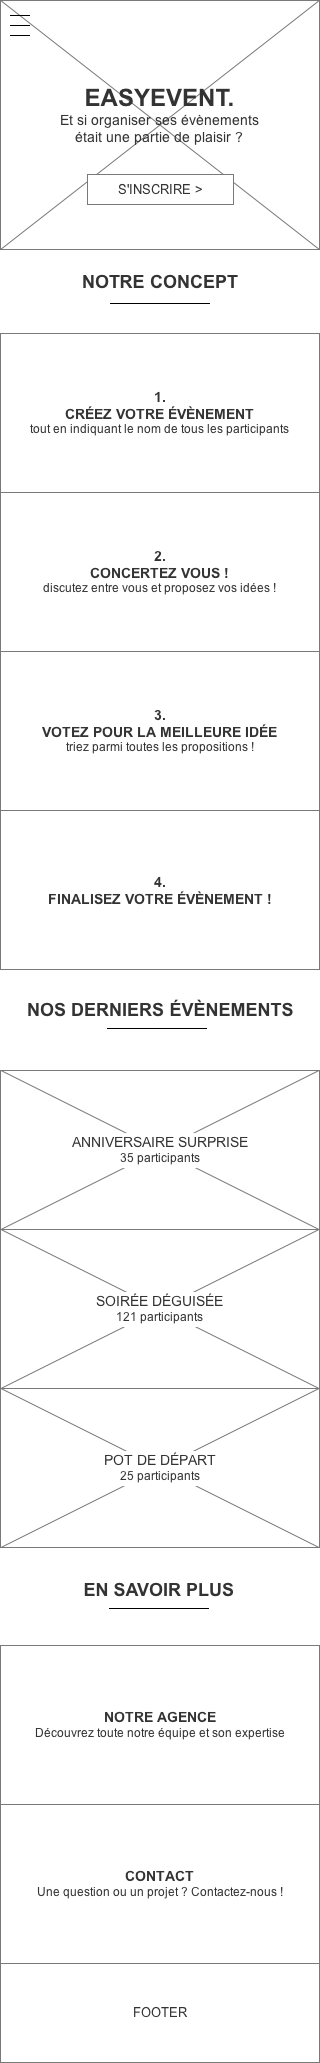 EASYEVENT.
Et si organiser ses évènements
était une partie de plaisir ?
S'INSCRIRE >
NOTRE CONCEPT
1.
CRÉEZ VOTRE ÉVÈNEMENT
tout en indiquant le nom de tous les participants
2.
CONCERTEZ VOUS !
discutez entre vous et proposez vos idées !
3.
VOTEZ POUR LA MEILLEURE IDÉE
triez parmi toutes les propositions !
4.
FINALISEZ VOTRE ÉVÈNEMENT !
NOS DERNIERS ÉVÈNEMENTS
ANNIVERSAIRE SURPRISE
35 participants
SOIRÉE DÉGUISÉE
121 participants
POT DE DÉPART
25 participants
EN SAVOIR PLUS
NOTRE AGENCE
Découvrez toute notre équipe et son expertise
CONTACT
Une question ou un projet ? Contactez-nous !
FOOTER